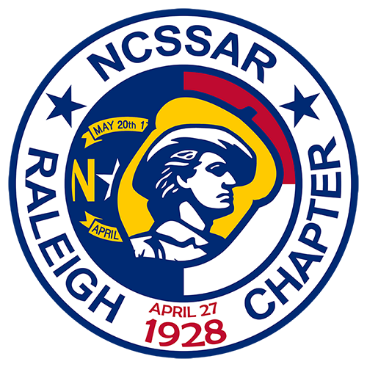 NCSSAR
RALEIGH
CHAPTER
MAY 20th 1
N
APRIL
APRIL 27
1928